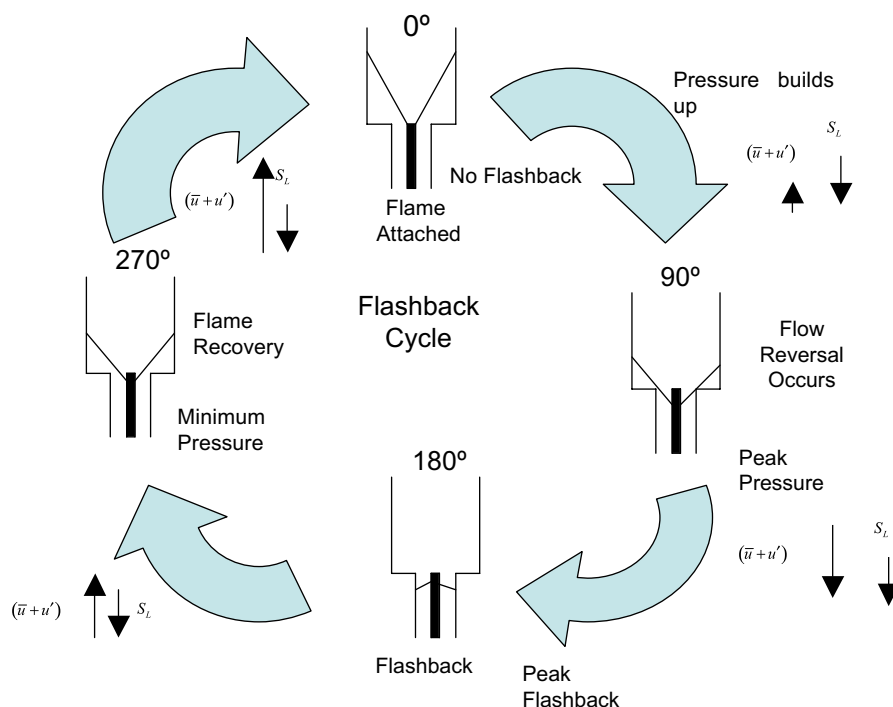 0º
Pressure builds
up
(u̅ + u′)
S_L
No Flashback
Flame
Attached
(u̅ + u′)
S_L
270º
Flashback
Cycle
90º
Flame
Recovery
Flow
Reversal
Occurs
Minimum
Pressure
180º
Peak
Pressure
(u̅ + u′)
S_L
(u̅ + u′)
S_L
Flashback
Peak
Flashback